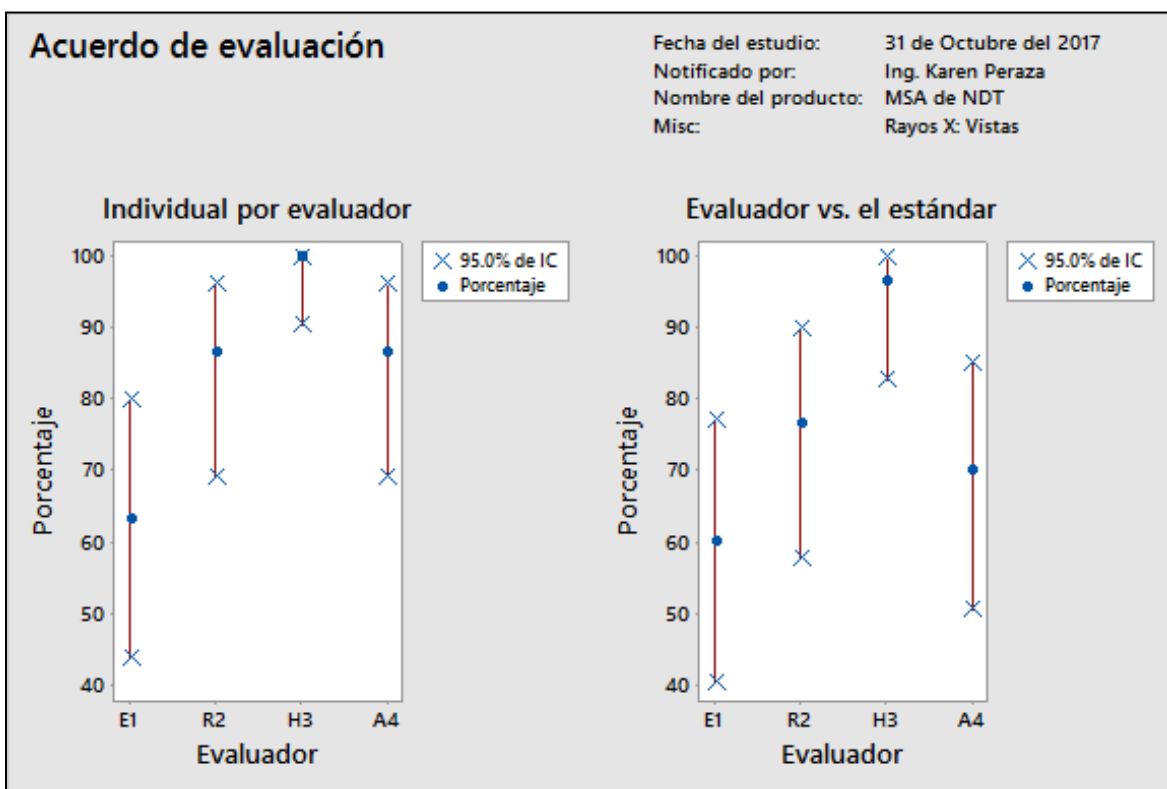 Acuerdo de evaluación
Fecha del estudio: 31 de Octubre del 2017
Notificado por: Ing. Karen Peraza
Nombre del producto: MSA de NDT
Misc: Rayos X: Vistas
Individual por evaluador
100
90
80
70
60
50
40
Porcentaje
E1 R2 H3 A4
Evaluador
95.0% de IC
Porcentaje
Evaluador vs. el estándar
100
90
80
70
60
50
40
Porcentaje
E1 R2 H3 A4
Evaluador
95.0% de IC
Porcentaje